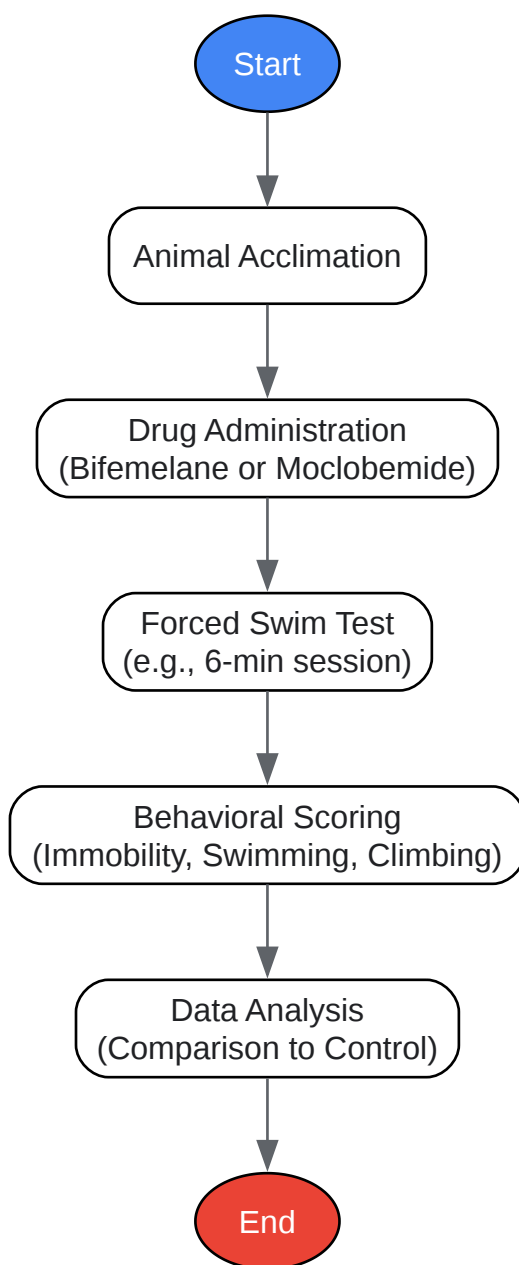 Start
Animal Acclimation
Drug Administration
(Bifemelane or Moclobemide)
Forced Swim Test
(e.g., 6-min session)
Behavioral Scoring
(Immobility, Swimming, Climbing)
Data Analysis
(Comparison to Control)
End